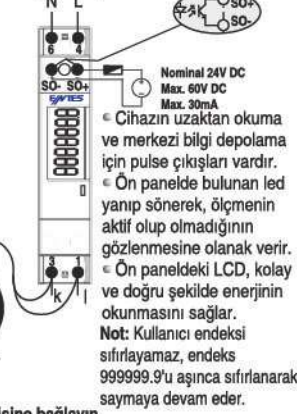 N L
SO+
SO-
6 4
SO- SO+
Nominal 24V DC
Max. 60V DC
Max. 30mA
ENTES
Cihazın uzaktan okuma
ve merkezi bilgi depolama
için pulse çıkışları vardır.
Ön panelde bulunan led
yanıp sönerek, ölçmenin
aktif olup olmadığının
gözlenmesine olanak verir.
Ön paneldeki LCD, kolay
ve doğru şekilde enerjinin
okunmasını sağlar.
Not: Kullanıcı endeksi
sıfırlayamaz, endeks
999999.9'u aşınca sıfırlanarak
saymaya devam eder.
3 1
k l
bağlayın